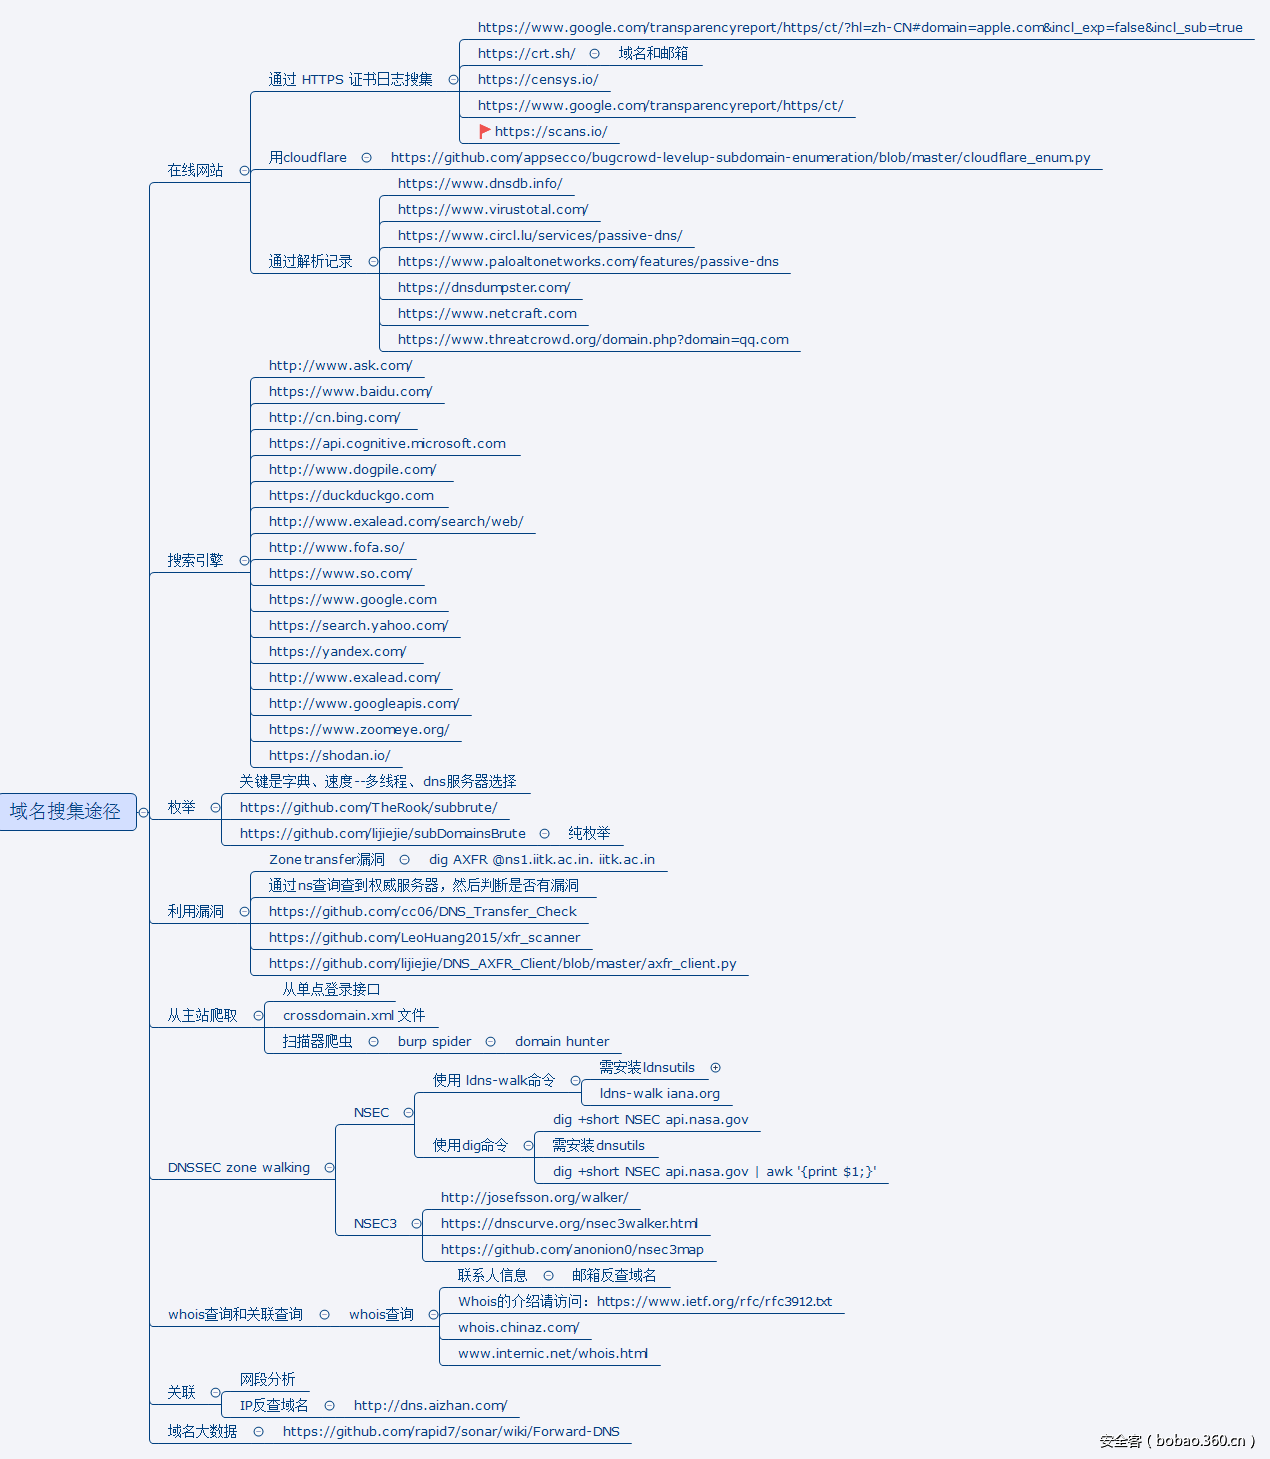 https://www.google.com/transparencyreport/https/ct/?hl=zh-CN#domain=apple.com&incl_exp=false&incl_sub=true
https://crt.sh/ 域名和邮箱
通过 HTTPS 证书日志搜集
https://censys.io/
https://www.google.com/transparencyreport/https/ct/
https://scans.io/
用cloudflare https://github.com/appsecco/bugcrowd-levelup-subdomain-enumeration/blob/master/cloudflare_enum.py
在线网站
https://www.dnsdb.info/
https://www.virustotal.com/
https://www.circl.lu/services/passive-dns/
通过解析记录 https://www.paloaltonetworks.com/features/passive-dns
https://dnsdumpster.com/
https://www.netcraft.com
https://www.threatcrowd.org/domain.php?domain=qq.com
http://www.ask.com/
https://www.baidu.com/
http://cn.bing.com/
https://api.cognitive.microsoft.com
http://www.dogpile.com/
https://duckduckgo.com
http://www.exalead.com/search/web/
http://www.fofa.so/
搜索引擎
https://www.so.com/
https://www.google.com
https://search.yahoo.com/
https://yandex.com/
http://www.exalead.com/
http://www.googleapis.com/
https://www.zoomeye.org/
https://shodan.io/
关键是字典、速度--多线程、dns服务器选择
域名搜集途径
枚举 https://github.com/TheRook/subbrute/
https://github.com/lijiejie/subDomainsBrute 纯枚举
Zonetransfer漏洞 dig AXFR @ns1.iitk.ac.in. iitk.ac.in
通过ns查询查到权威服务器，然后判断是否有漏洞
利用漏洞 https://github.com/cc06/DNS_Transfer_Check
https://github.com/LeoHuang2015/xfr_scanner
https://github.com/lijiejie/DNS_AXFR_Client/blob/master/axfr_client.py
从单点登录接口
从主站爬取 crossdomain.xml 文件
扫描器爬虫 burp spider domain hunter
需安装ldnsutils
使用 ldns-walk命令
ldns-walk iana.org
NSEC
dig +short NSEC api.nasa.gov
使用dig命令 需安装dnsutils
dig +short NSEC api.nasa.gov | awk '{print $1;}'
DNSSEC zone walking
http://josefsson.org/walker/
NSEC3 https://dnscurve.org/nsec3walker.html
https://github.com/anonion0/nsec3map
联系人信息 邮箱反查域名
Whois的介绍请访问：https://www.ietf.org/rfc/rfc3912.txt
whois查询和关联查询 whois查询
whois.chinaz.com/
www.internic.net/whois.html
网段分析
关联
IP反查域名 http://dns.aizhan.com/
域名大数据 https://github.com/rapid7/sonar/wiki/Forward-DNS
安全客（bobao.360.cn）